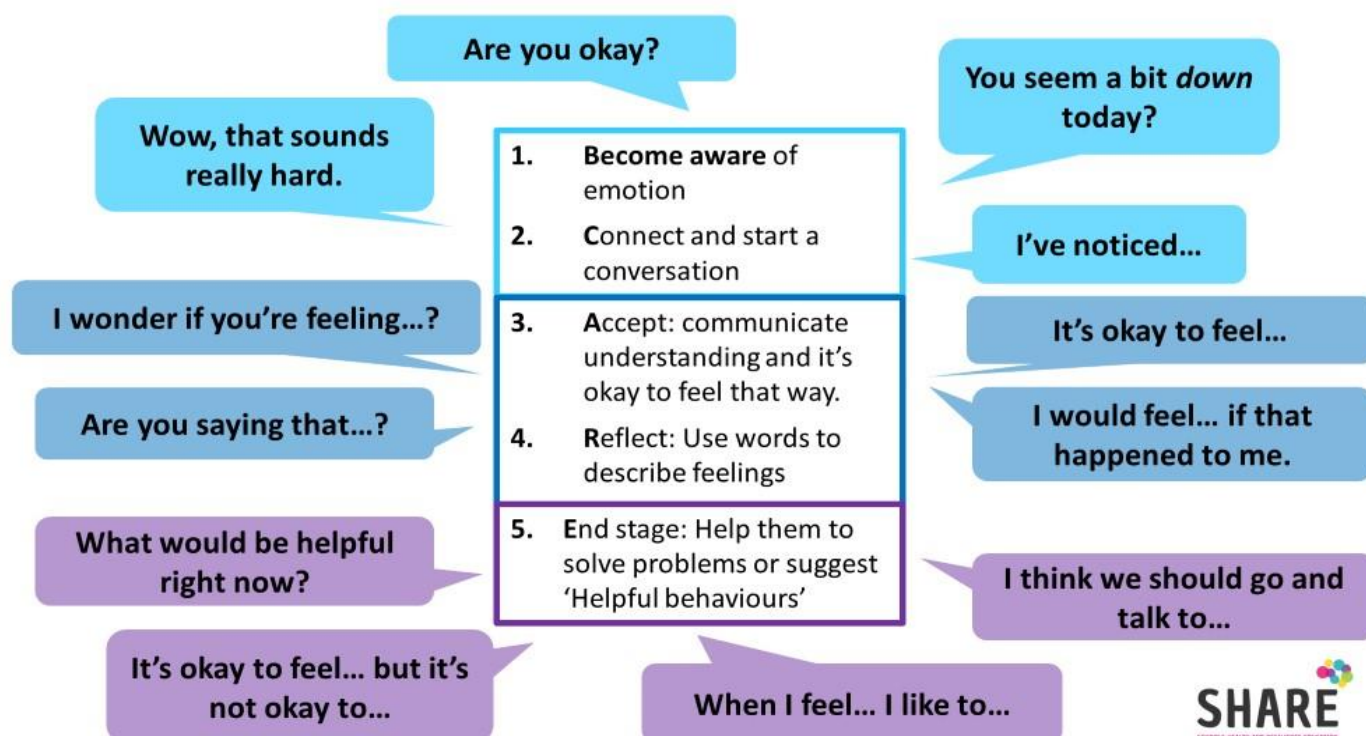 Are you okay?
You seem a bit down
today?
Wow, that sounds
really hard.
1. Become aware of
emotion
2. Connect and start a
conversation
I've noticed…
I wonder if you're feeling…?
3. Accept: communicate
understanding and it's
okay to feel that way.
It's okay to feel…
Are you saying that…?
4. Reflect: Use words to
describe feelings
I would feel… if that
happened to me.
What would be helpful
right now?
5. End stage: Help them to
solve problems or suggest
'Helpful behaviours'
I think we should go and
talk to…
It's okay to feel… but it's
not okay to…
When I feel… I like to…
SHARE